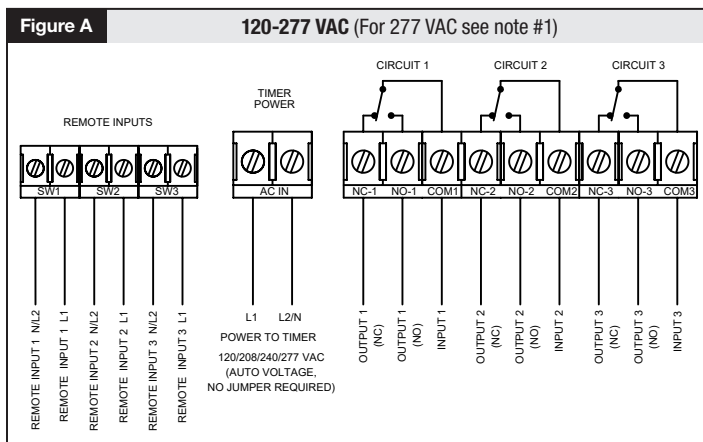 Figure A
120-277 VAC (For 277 VAC see note #1)
REMOTE INPUTS
SW1 SW2 SW3
REMOTE INPUT 1 N/L2
REMOTE INPUT 1 L1
REMOTE INPUT 2 N/L2
REMOTE INPUT 2 L1
REMOTE INPUT 3 N/L2
REMOTE INPUT 3 L1
TIMER
POWER
AC IN
L1 L2/N
POWER TO TIMER
120/208/240/277 VAC
(AUTO VOLTAGE,
NO JUMPER REQUIRED)
CIRCUIT 1 CIRCUIT 2 CIRCUIT 3
NC-1 NO-1 COM1 NC-2 NO-2 COM2 NC-3 NO-3 COM3
OUTPUT 1
(NC)
OUTPUT 1
(NO)
INPUT 1
OUTPUT 2
(NC)
OUTPUT 2
(NO)
INPUT 2
OUTPUT 3
(NC)
OUTPUT 3
(NO)
INPUT 3